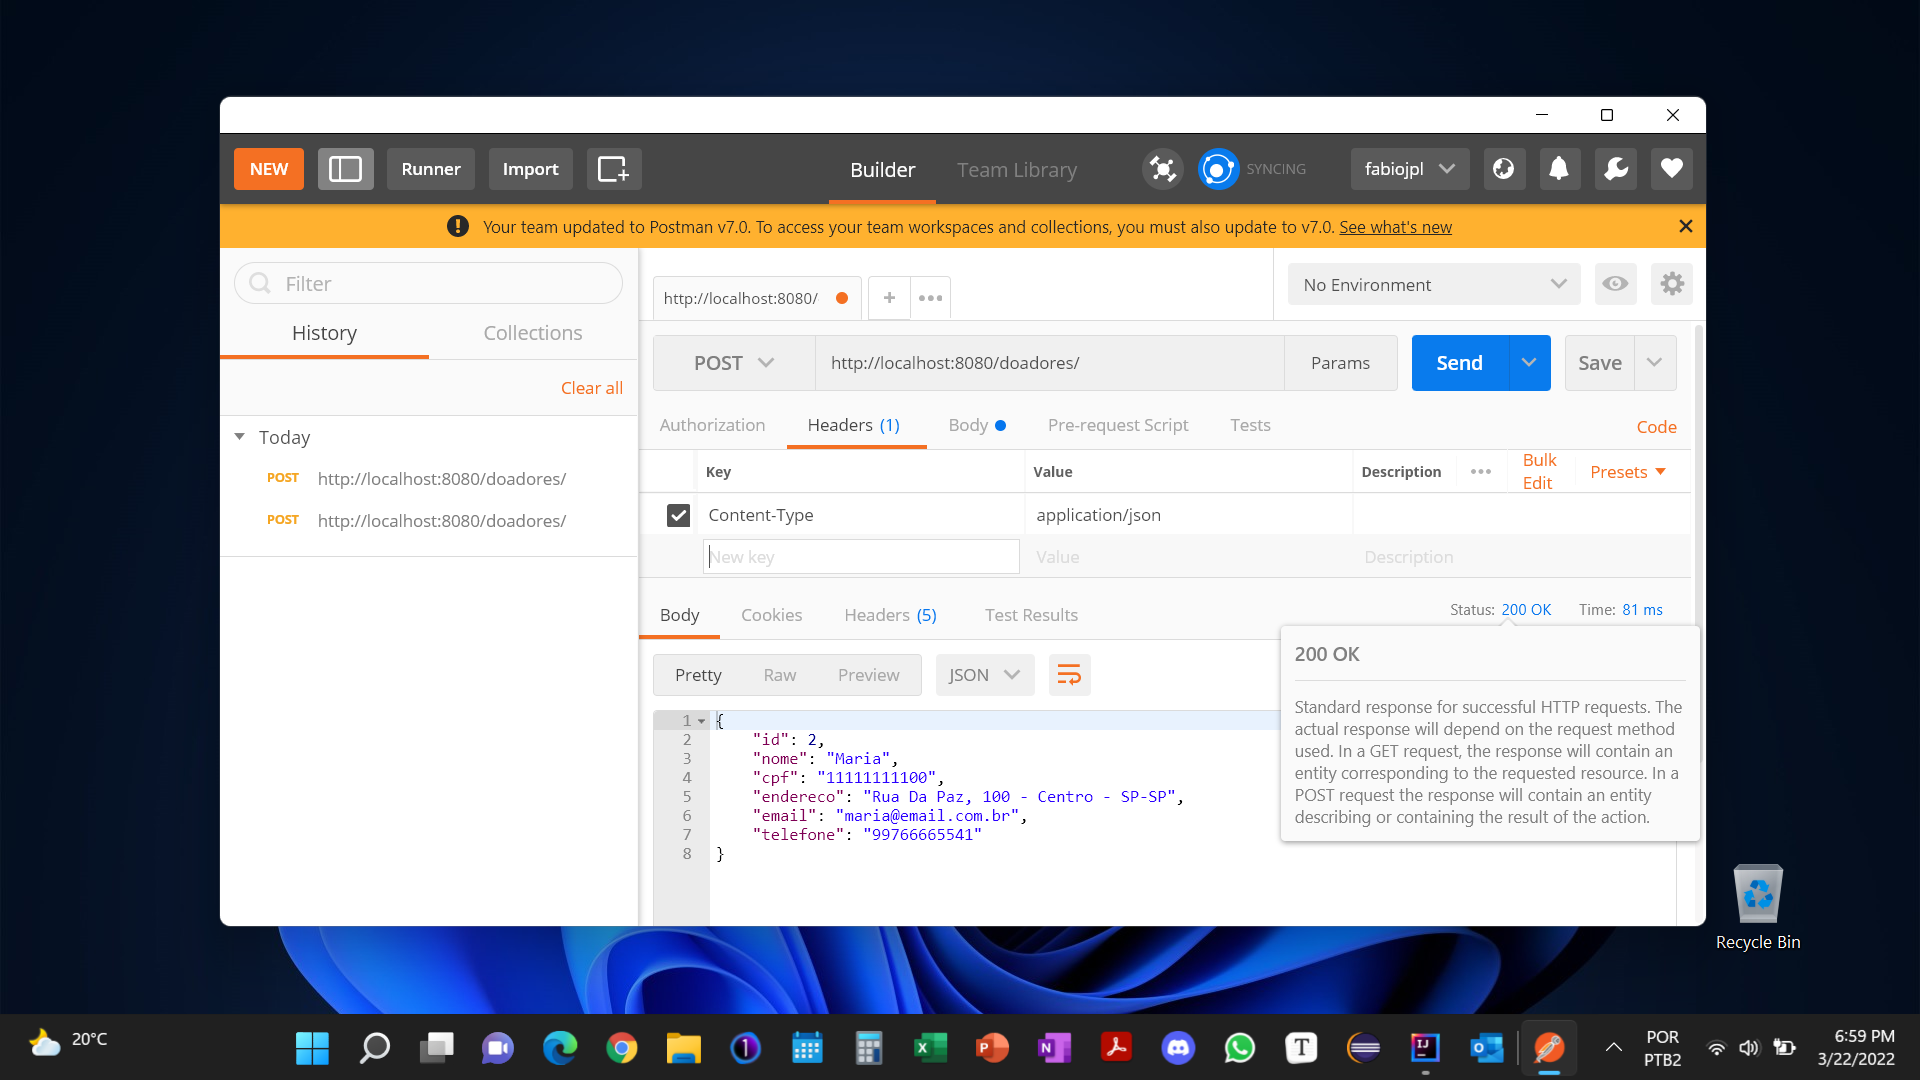 NEW
Runner
Import
Builder
Team Library
SYNCING
fabiojpl
Your team updated to Postman v7.0. To access your team workspaces and collections, you must also update to v7.0. See what's new
Filter
History
Collections
Clear all
Today
POST http://localhost:8080/doadores/
POST http://localhost:8080/doadores/
http://localhost:8080/
No Environment
POST
http://localhost:8080/doadores/
Params
Send
Save
Authorization
Headers (1)
Body
Pre-request Script
Tests
Code
Key
Value
Description
Bulk
Edit
Presets
Content-Type
application/json
New key
Value
Description
Body
Cookies
Headers (5)
Test Results
Status: 200 OK
Time: 81 ms
Pretty
Raw
Preview
JSON
200 OK
Standard response for successful HTTP requests. The
actual response will depend on the request method
used. In a GET request, the response will contain an
entity corresponding to the requested resource. In a
POST request the response will contain an entity
describing or containing the result of the action.
1 {
2 "id": 2,
3 "nome": "Maria",
4 "cpf": "11111111100",
5 "endereco": "Rua Da Paz, 100 - Centro - SP-SP",
6 "email": "maria@email.com.br",
7 "telefone": "99766665541"
8 }
Recycle Bin
20°C
POR
PTB2
6:59 PM
3/22/2022